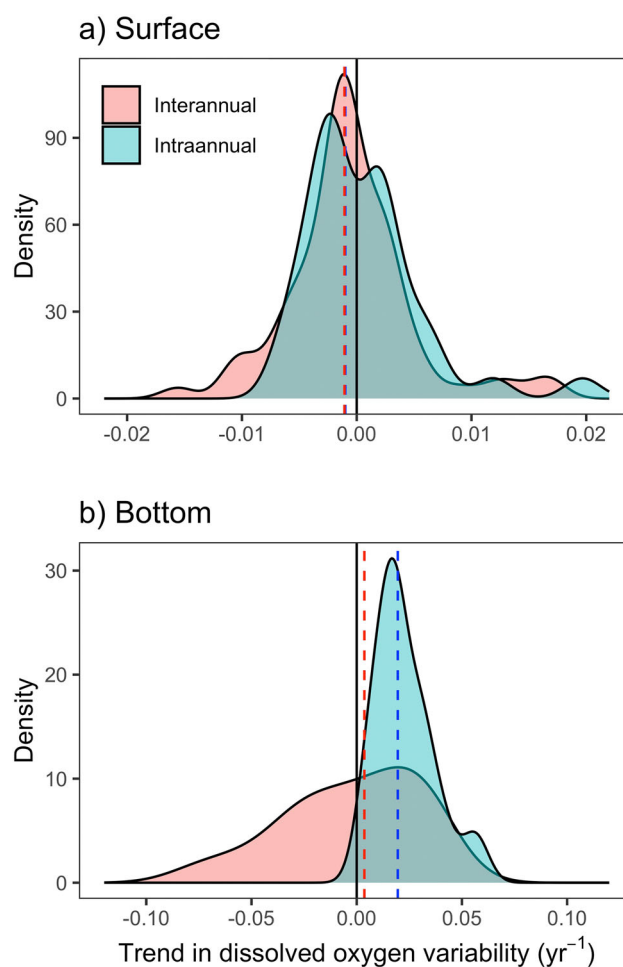 a) Surface
Interannual
Intraannual
Density
90
60
30
0
-0.02
-0.01
0.00
0.01
0.02
b) Bottom
Density
30
20
10
0
-0.10
-0.05
0.00
0.05
0.10
Trend in dissolved oxygen variability (yr⁻¹)